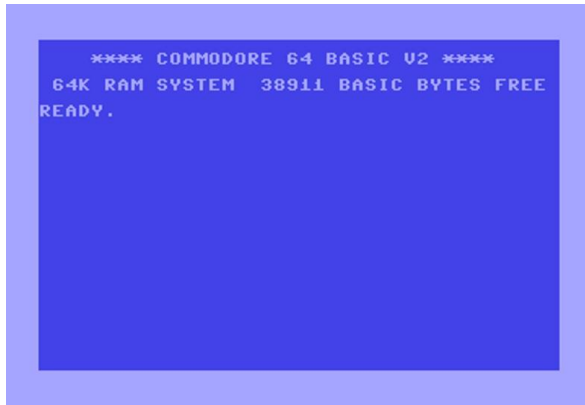 **** COMMODORE 64 BASIC V2 ****
64K RAM SYSTEM  38911 BASIC BYTES FREE
READY.